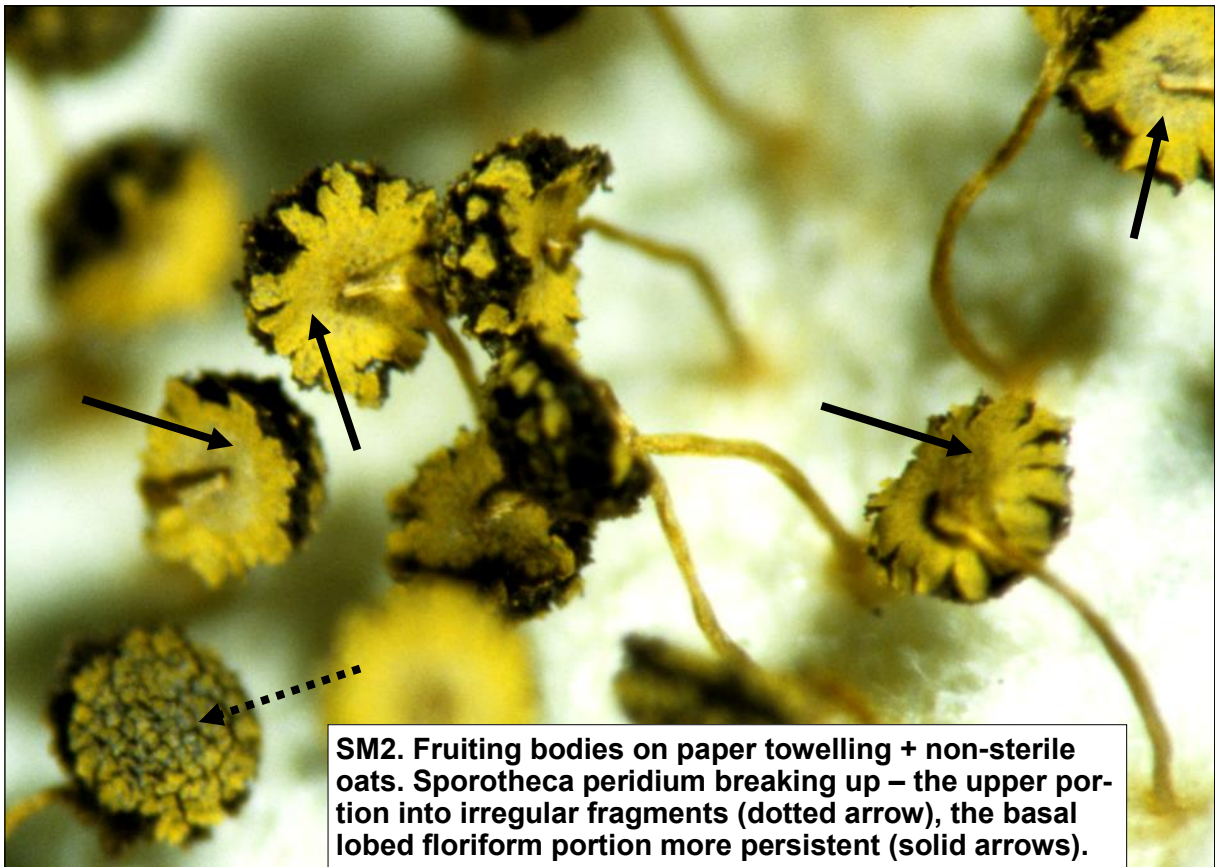 SM2. Fruiting bodies on paper towelling + non-sterile
oats. Sporotheca peridium breaking up – the upper por-
tion into irregular fragments (dotted arrow), the basal
lobed floriform portion more persistent (solid arrows).